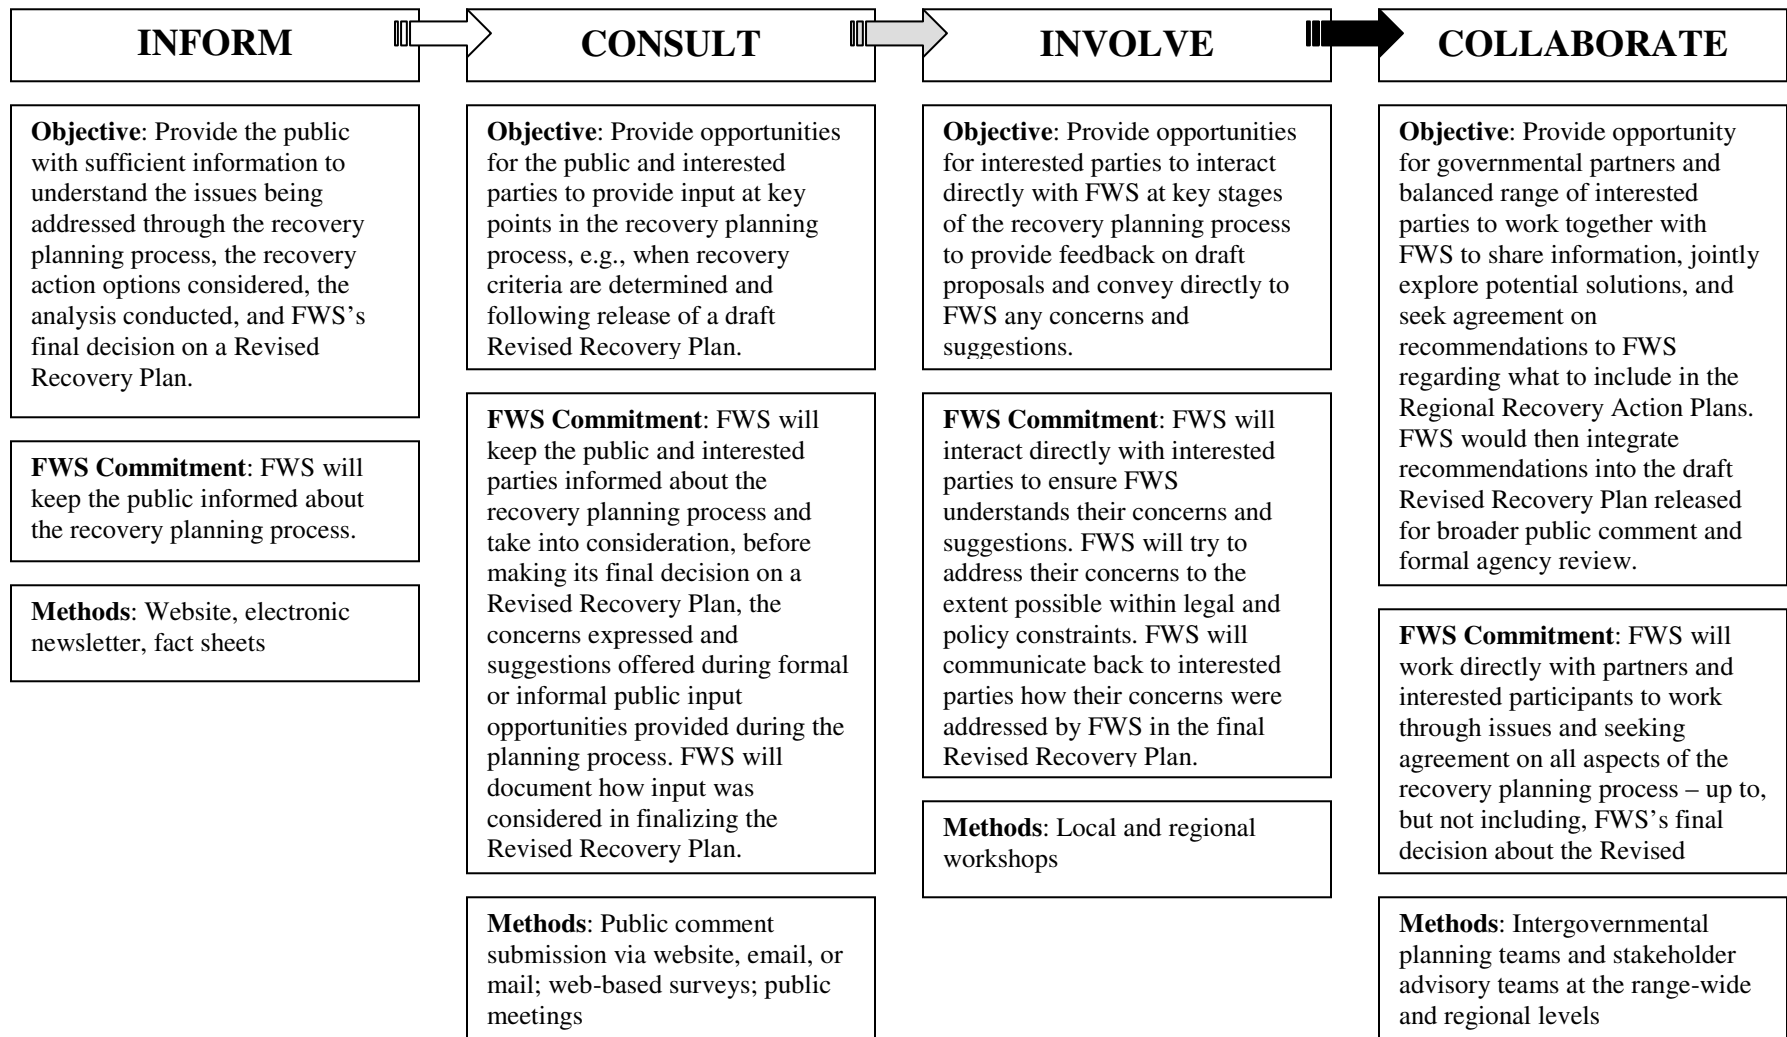 INFORM
CONSULT
INVOLVE
COLLABORATE
Objective: Provide the public
with sufficient information to
understand the issues being
addressed through the recovery
planning process, the recovery
action options considered, the
analysis conducted, and FWS's
final decision on a Revised
Recovery Plan.
FWS Commitment: FWS will
keep the public informed about
the recovery planning process.
Methods: Website, electronic
newsletter, fact sheets
Objective: Provide opportunities
for the public and interested
parties to provide input at key
points in the recovery planning
process, e.g., when recovery
criteria are determined and
following release of a draft
Revised Recovery Plan.
FWS Commitment: FWS will
keep the public and interested
parties informed about the
recovery planning process and
take into consideration, before
making its final decision on a
Revised Recovery Plan, the
concerns expressed and
suggestions offered during formal
or informal public input
opportunities provided during the
planning process. FWS will
document how input was
considered in finalizing the
Revised Recovery Plan.
Methods: Public comment
submission via website, email, or
mail; web-based surveys; public
meetings
Objective: Provide opportunities
for interested parties to interact
directly with FWS at key stages
of the recovery planning process
to provide feedback on draft
proposals and convey directly to
FWS any concerns and
suggestions.
FWS Commitment: FWS will
interact directly with interested
parties to ensure FWS
understands their concerns and
suggestions. FWS will try to
address their concerns to the
extent possible within legal and
policy constraints. FWS will
communicate back to interested
parties how their concerns were
addressed by FWS in the final
Revised Recovery Plan.
Methods: Local and regional
workshops
Objective: Provide opportunity
for governmental partners and
balanced range of interested
parties to work together with
FWS to share information, jointly
explore potential solutions, and
seek agreement on
recommendations to FWS
regarding what to include in the
Regional Recovery Action Plans.
FWS would then integrate
recommendations into the draft
Revised Recovery Plan released
for broader public comment and
formal agency review.
FWS Commitment: FWS will
work directly with partners and
interested participants to work
through issues and seeking
agreement on all aspects of the
recovery planning process – up to,
but not including, FWS's final
decision about the Revised
Methods: Intergovernmental
planning teams and stakeholder
advisory teams at the range-wide
and regional levels